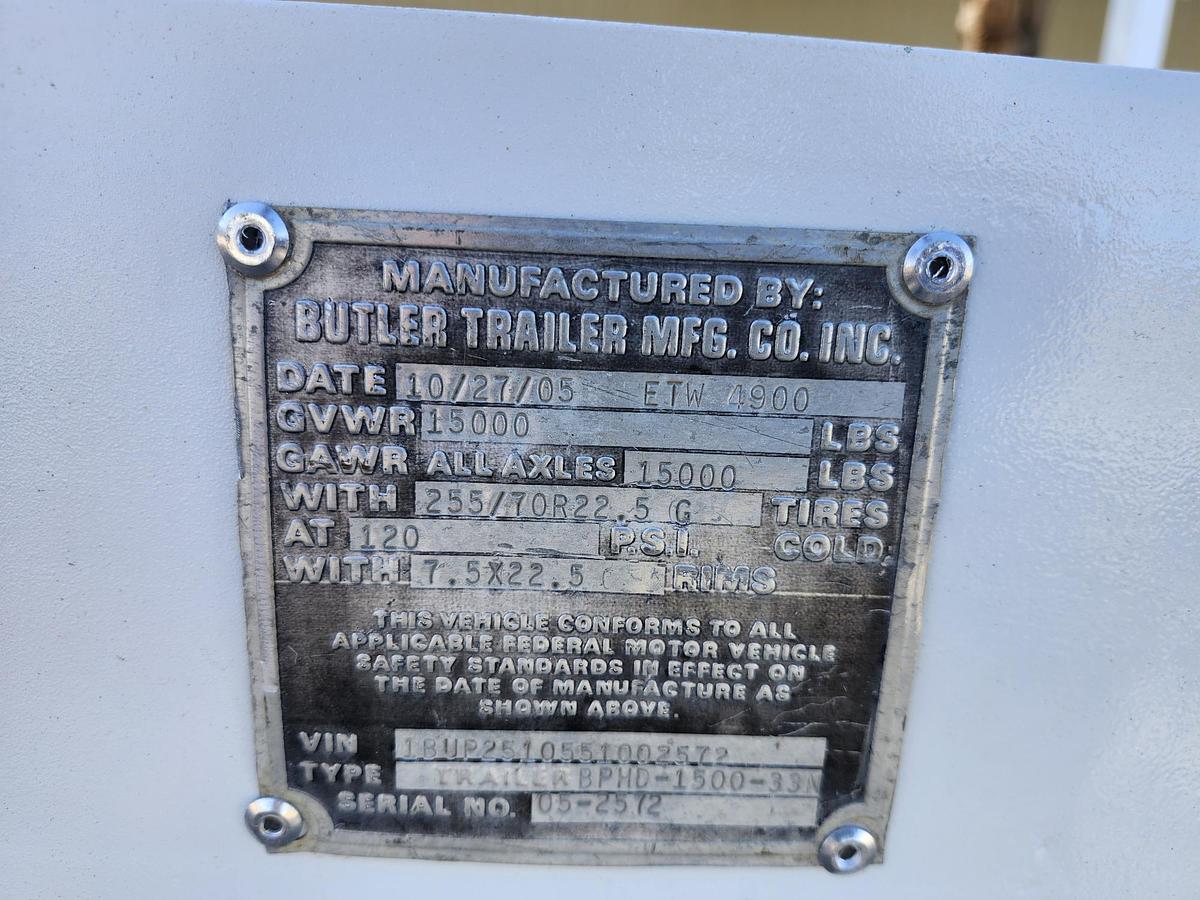 MANUFACTURED BY:
BUTLER TRAILER MFG. CO. INC.
DATE 10/27/05 ETW 4900
GVWR 15000 LBS
GAWR ALL AXLES 15000 LBS
WITH 255/70R22.5 G TIRES
AT 120 P.S.I. COLD.
WITH 7.5X22.5 RIMS
THIS VEHICLE CONFORMS TO ALL
APPLICABLE FEDERAL MOTOR VEHICLE
SAFETY STANDARDS IN EFFECT ON
THE DATE OF MANUFACTURE AS
SHOWN ABOVE.
VIN 1BUP2510551002572
TYPE TRAILER BPHD-1500-33N
SERIAL NO. 05-2572